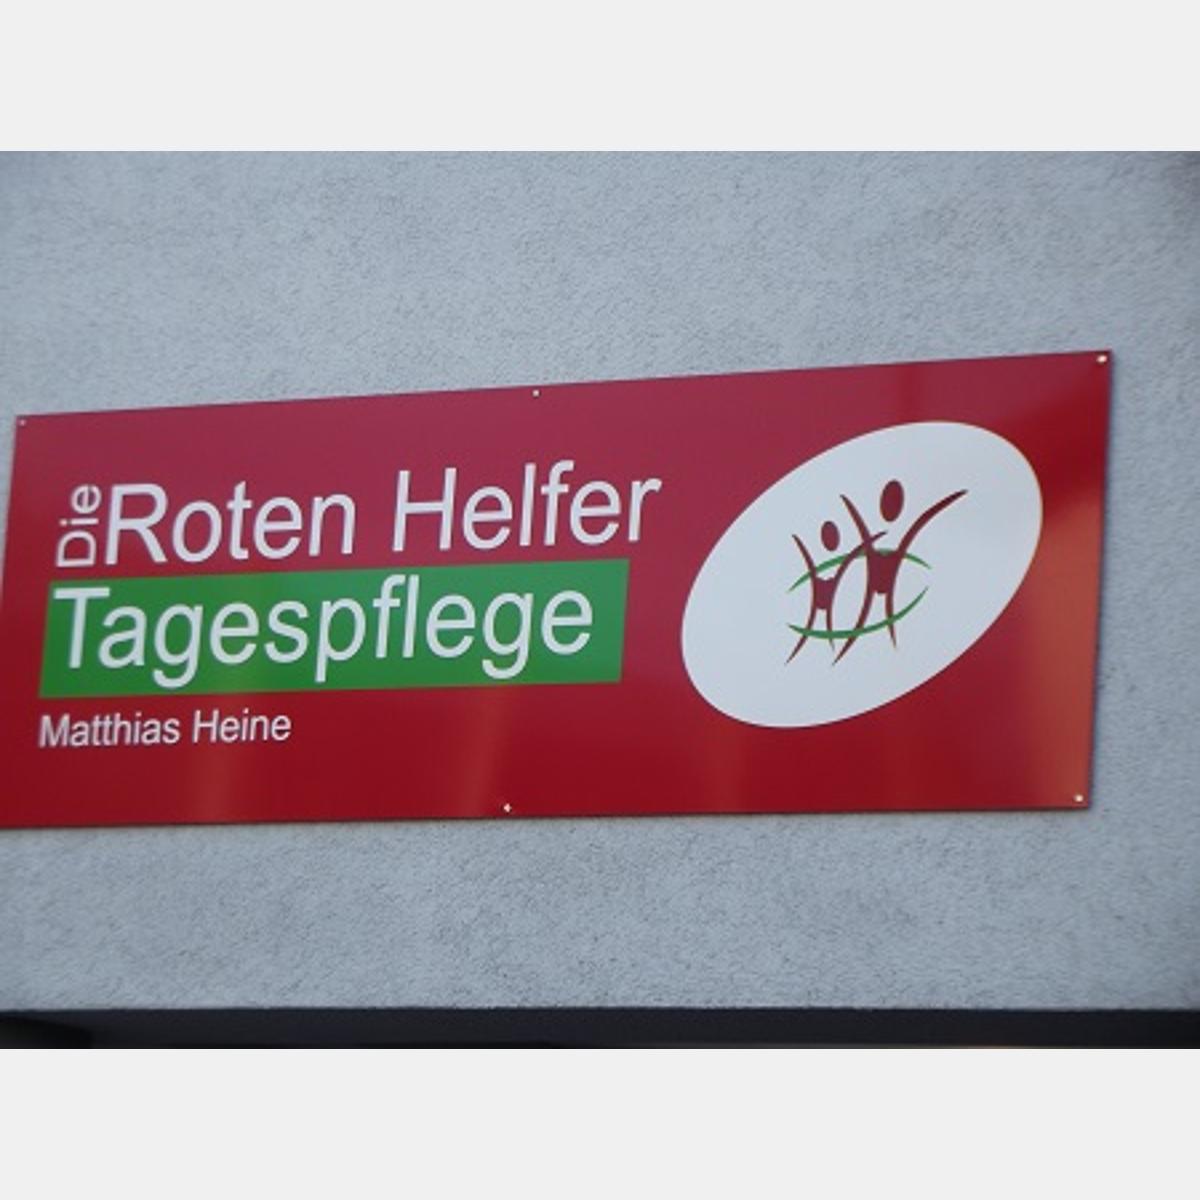 Die Roten Helfer
Tagespflege
Matthias Heine